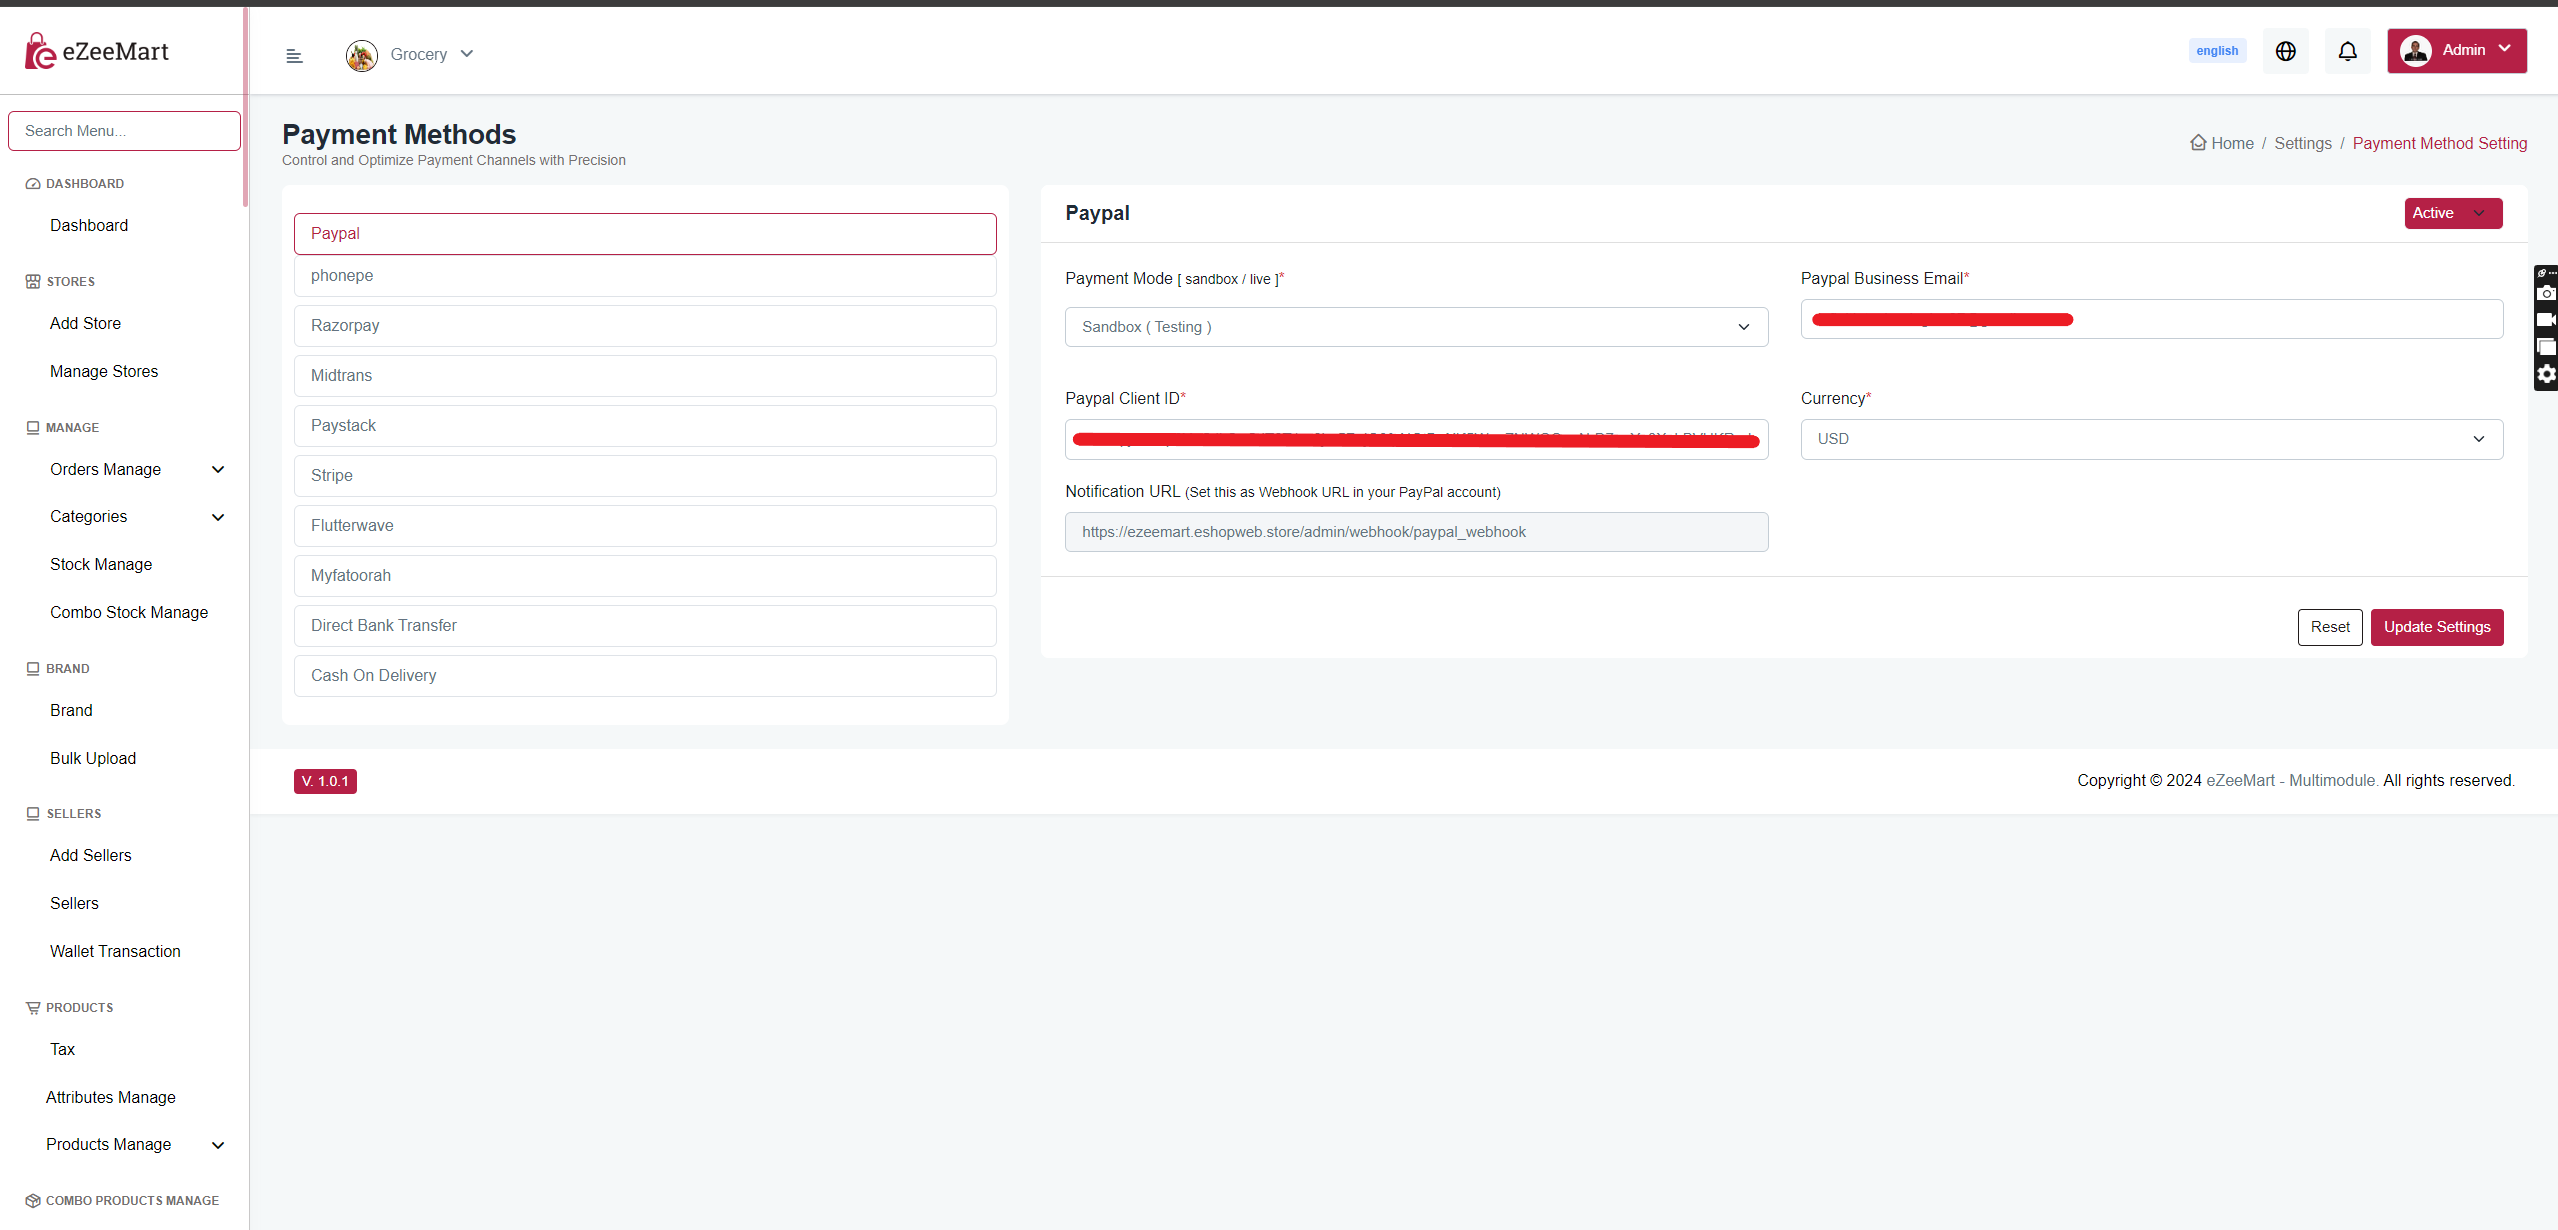 eZeeMart
Grocery
english
Admin
Search Menu...
Payment Methods
Control and Optimize Payment Channels with Precision
Home / Settings / Payment Method Setting
DASHBOARD
Dashboard
STORES
Add Store
Manage Stores
MANAGE
Orders Manage
Categories
Stock Manage
Combo Stock Manage
BRAND
Brand
Bulk Upload
SELLERS
Add Sellers
Sellers
Wallet Transaction
PRODUCTS
Tax
Attributes Manage
Products Manage
COMBO PRODUCTS MANAGE
Paypal
phonepe
Razorpay
Midtrans
Paystack
Stripe
Flutterwave
Myfatoorah
Direct Bank Transfer
Cash On Delivery
Paypal
Active
Payment Mode [ sandbox / live ]*
Sandbox ( Testing )
Paypal Business Email*
Paypal Client ID*
Currency*
USD
Notification URL (Set this as Webhook URL in your PayPal account)
https://ezeemart.eshopweb.store/admin/webhook/paypal_webhook
Reset
Update Settings
V. 1.0.1
Copyright © 2024 eZeeMart - Multimodule. All rights reserved.